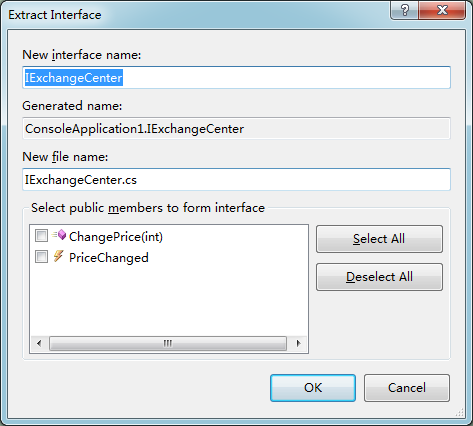 Extract Interface
New interface name:
IExchangeCenter
Generated name:
ConsoleApplication1.IExchangeCenter
New file name:
IExchangeCenter.cs
Select public members to form interface
ChangePrice(int)
PriceChanged
Select All
Deselect All
OK
Cancel